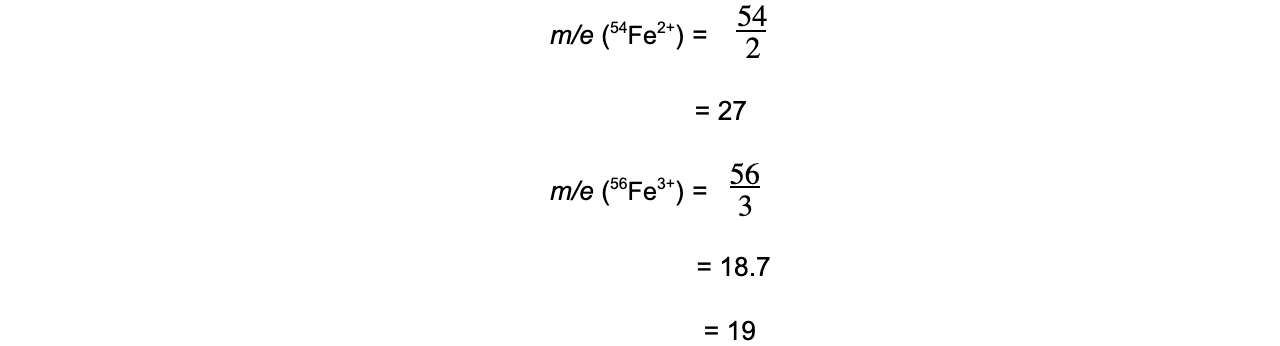 m/e (⁵⁴Fe²⁺) = 54/2
= 27
m/e (⁵⁶Fe³⁺) = 56/3
= 18.7
= 19